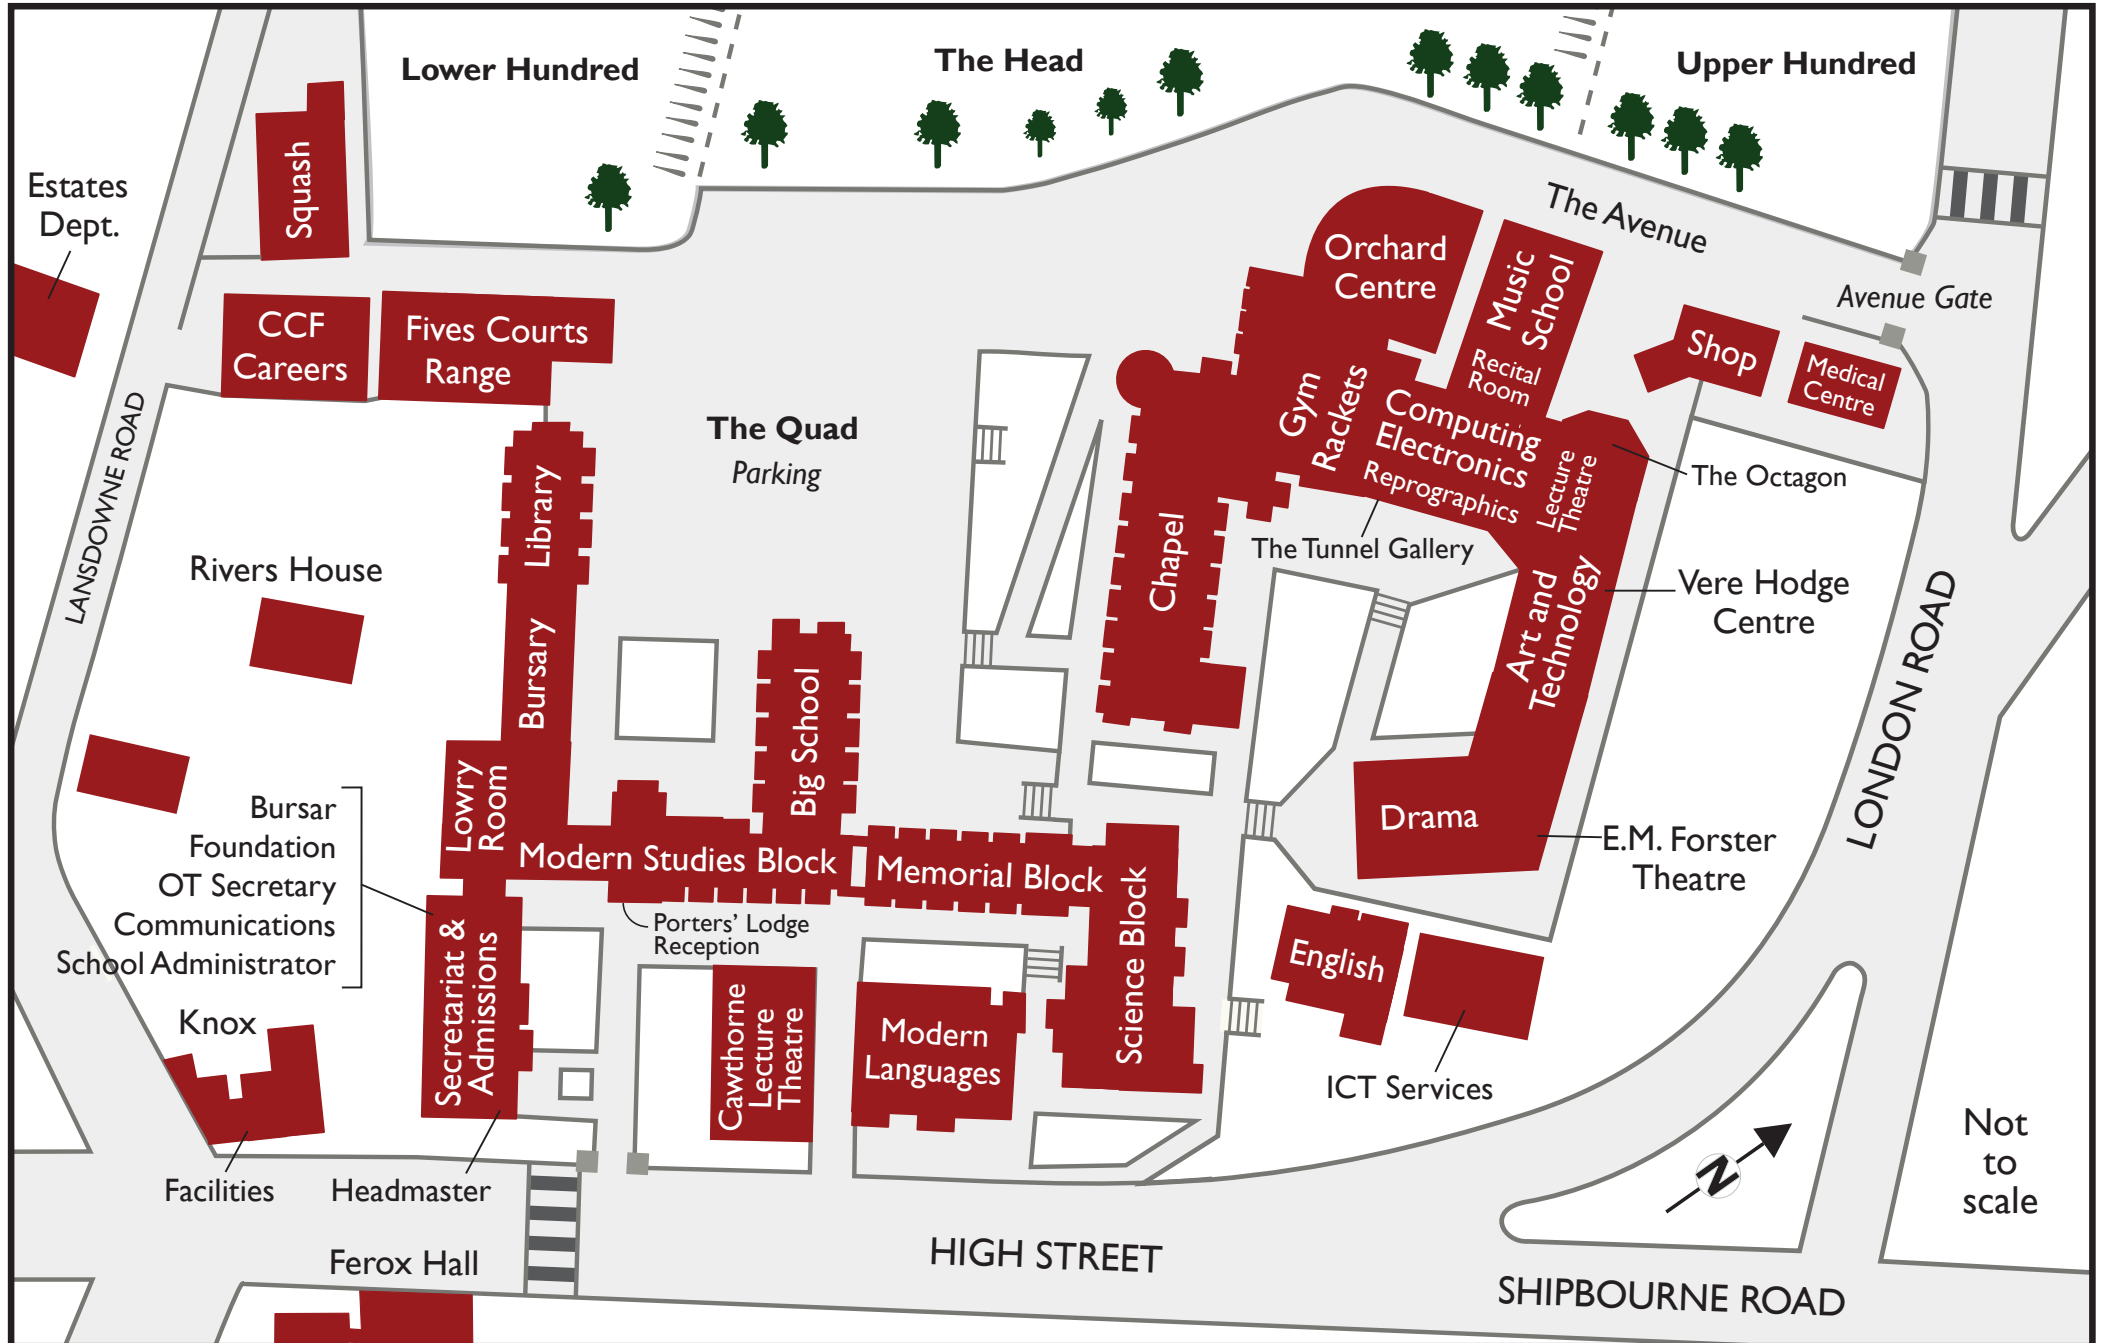 Lower Hundred
The Head
Upper Hundred
Squash
Estates
Dept.
The Avenue
Orchard
Centre
Music
School
Recital
Room
Avenue Gate
Shop
Medical
Centre
CCF
Careers
Fives Courts
Range
LANSDOWNE ROAD
The Quad
Parking
Gym
Rackets
Computing
Electronics
Reprographics
Lecture
Theatre
The Octagon
The Tunnel Gallery
Library
Chapel
Rivers House
Vere Hodge
Centre
Art and
Technology
Bursary
Big School
LONDON ROAD
Lowry
Room
Drama
E.M. Forster
Theatre
Bursar
Foundation
OT Secretary
Communications
School Administrator
Modern Studies Block
Memorial Block
Porters' Lodge
Reception
Science Block
English
Secretariat &
Admissions
Knox
Cawthorne
Lecture
Theatre
Modern
Languages
ICT Services
Facilities
Headmaster
Ferox Hall
HIGH STREET
SHIPBOURNE ROAD
N
Not
to
scale